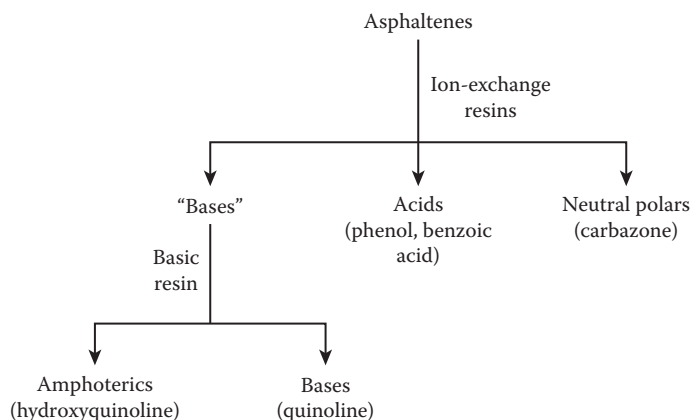 Asphaltenes
Ion-exchange
resins
“Bases”
Acids
(phenol, benzoic
acid)
Neutral polars
(carbazone)
Basic
resin
Amphoterics
(hydroxyquinoline)
Bases
(quinoline)